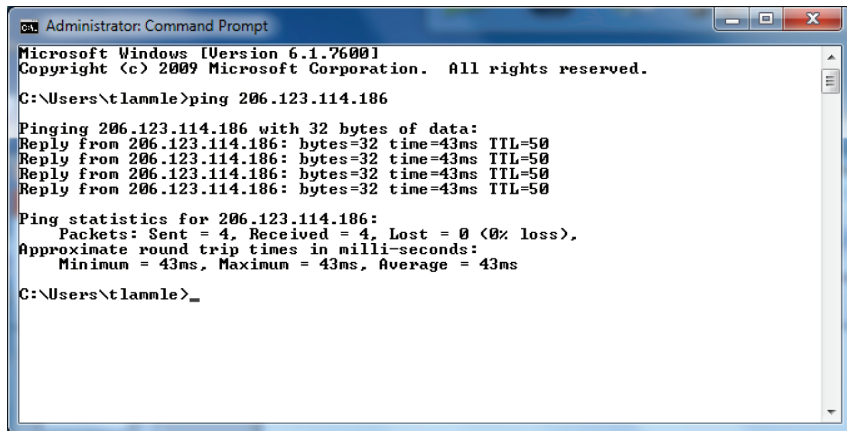 Administrator: Command Prompt
Microsoft Windows [Version 6.1.7600]
Copyright (c) 2009 Microsoft Corporation.  All rights reserved.
C:\Users\tlammle>ping 206.123.114.186
Pinging 206.123.114.186 with 32 bytes of data:
Reply from 206.123.114.186: bytes=32 time=43ms TTL=50
Reply from 206.123.114.186: bytes=32 time=43ms TTL=50
Reply from 206.123.114.186: bytes=32 time=43ms TTL=50
Reply from 206.123.114.186: bytes=32 time=43ms TTL=50
Ping statistics for 206.123.114.186:
    Packets: Sent = 4, Received = 4, Lost = 0 (0% loss),
Approximate round trip times in milli-seconds:
    Minimum = 43ms, Maximum = 43ms, Average = 43ms
C:\Users\tlammle>_